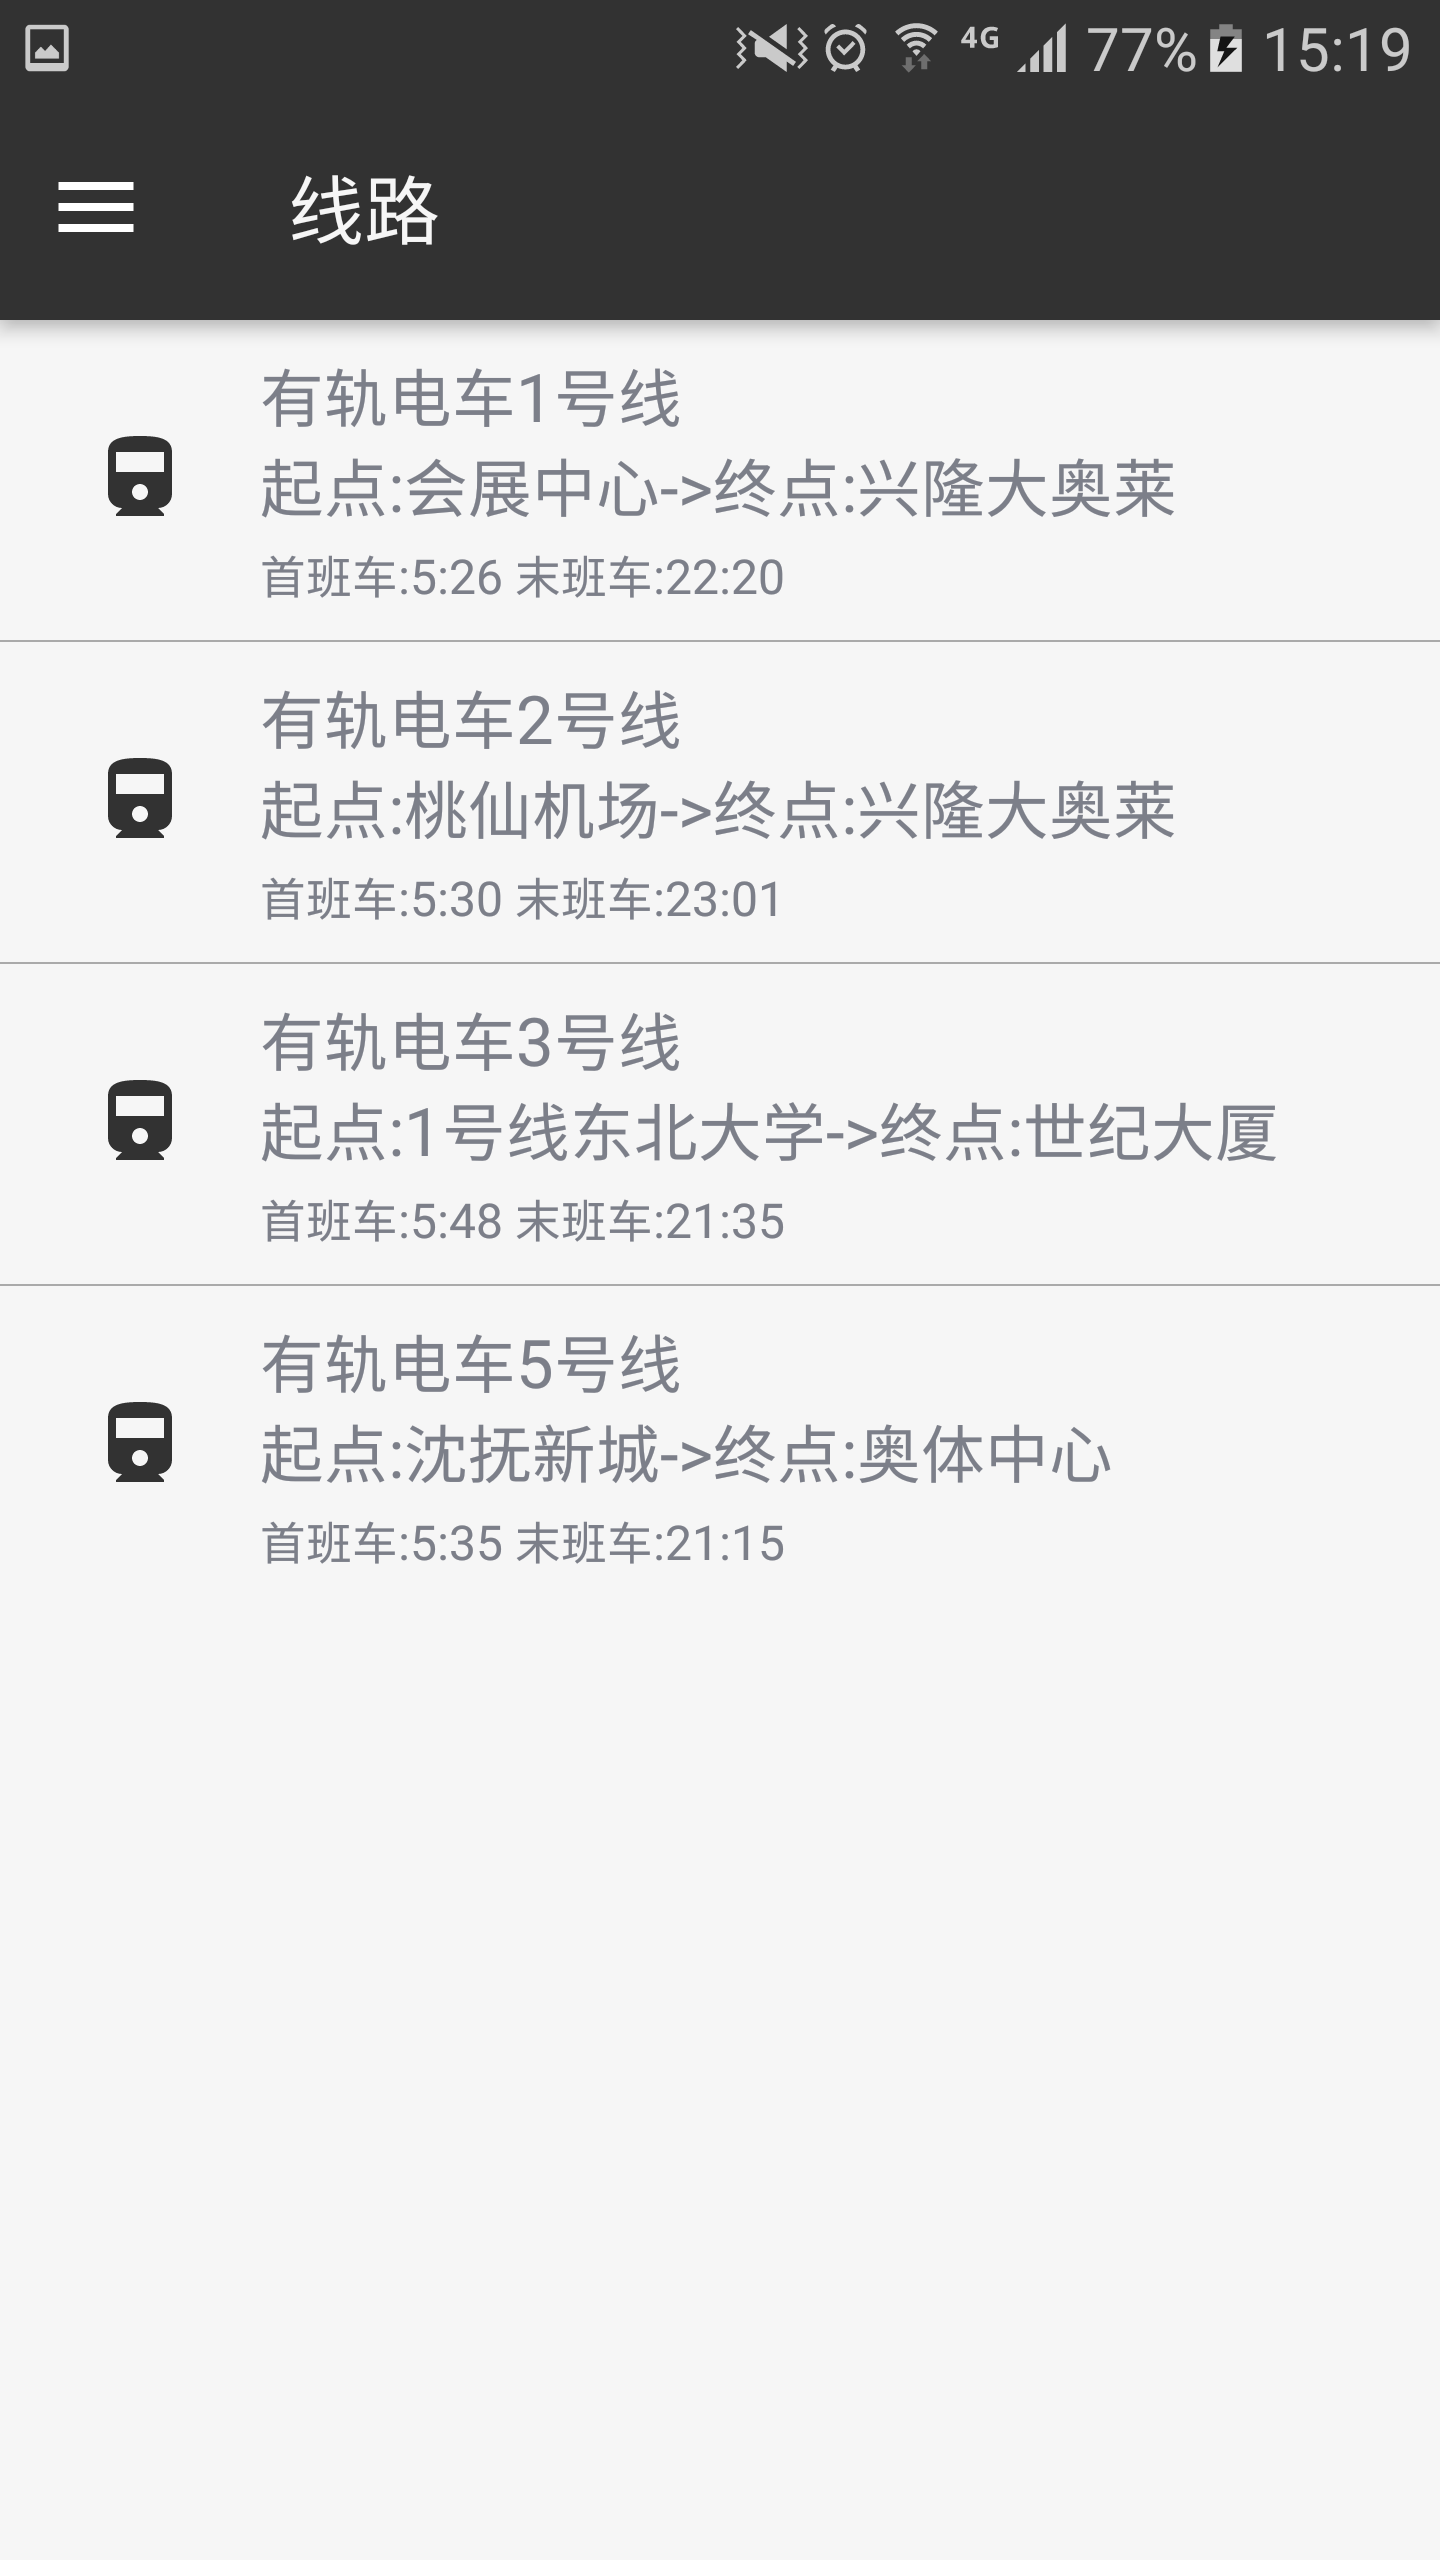 4G 77% 15:19
线路
有轨电车1号线
起点:会展中心->终点:兴隆大奥莱
首班车:5:26 末班车:22:20
有轨电车2号线
起点:桃仙机场->终点:兴隆大奥莱
首班车:5:30 末班车:23:01
有轨电车3号线
起点:1号线东北大学->终点:世纪大厦
首班车:5:48 末班车:21:35
有轨电车5号线
起点:沈抚新城->终点:奥体中心
首班车:5:35 末班车:21:15